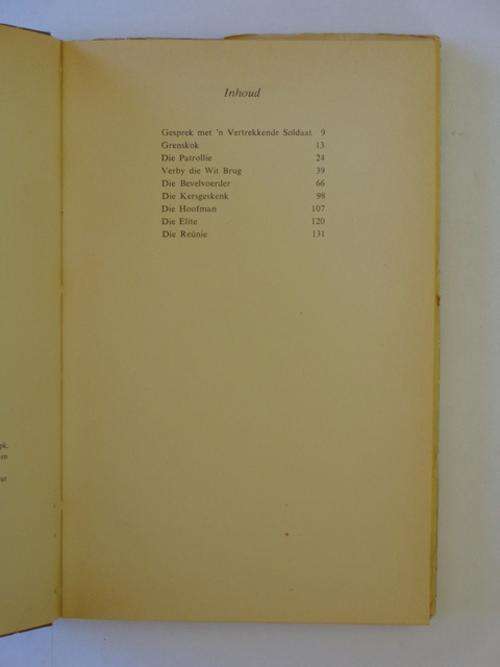 Inhoud
Gesprek met 'n Vertrekkende Soldaat 9
Grenskok 13
Die Patrollie 24
Verby die Wit Brug 39
Die Bevelvoerder 66
Die Kersgeskenk 98
Die Hoofman 107
Die Elite 120
Die Reünie 131
pk.